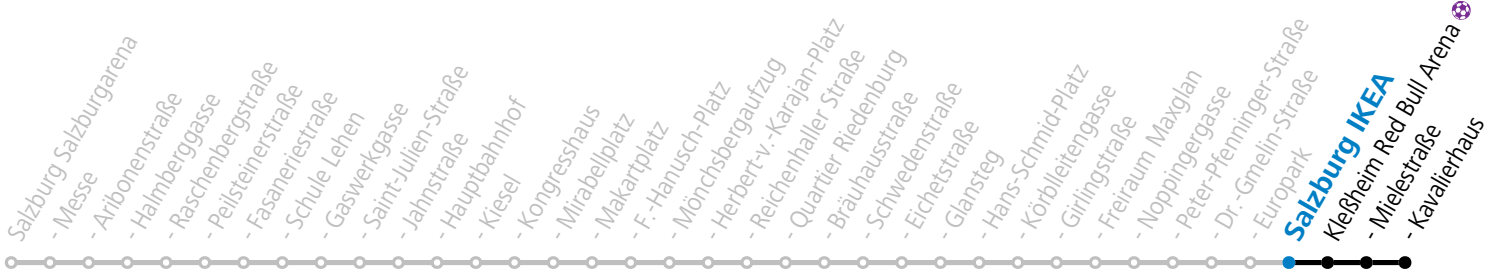 Salzburg Salzburgarena
- Messe
- Aribonenstraße
- Halmberggasse
- Raschenbergstraße
- Peilsteinerstraße
- Fasaneriestraße
- Schule Lehen
- Gaswerkgasse
- Saint-Julien-Straße
- Jahnstraße
- Hauptbahnhof
- Kiesel
- Kongresshaus
- Mirabellplatz
- Makartplatz
- F.-Hanusch-Platz
- Mönchsbergaufzug
- Herbert-v.-Karajan-Platz
- Reichenhaller Straße
- Quartier Riedenburg
- Bräuhausstraße
- Schwedenstraße
- Eichetstraße
- Glansteg
- Hans-Schmid-Platz
- Körblleitengasse
- Girlingstraße
- Freiraum Maxglan
- Noppingergasse
- Peter-Pfenninger-Straße
- Dr.-Gmelin-Straße
- Europark
Salzburg IKEA
Kleßheim Red Bull Arena
- Mielestraße
- Kavalierhaus